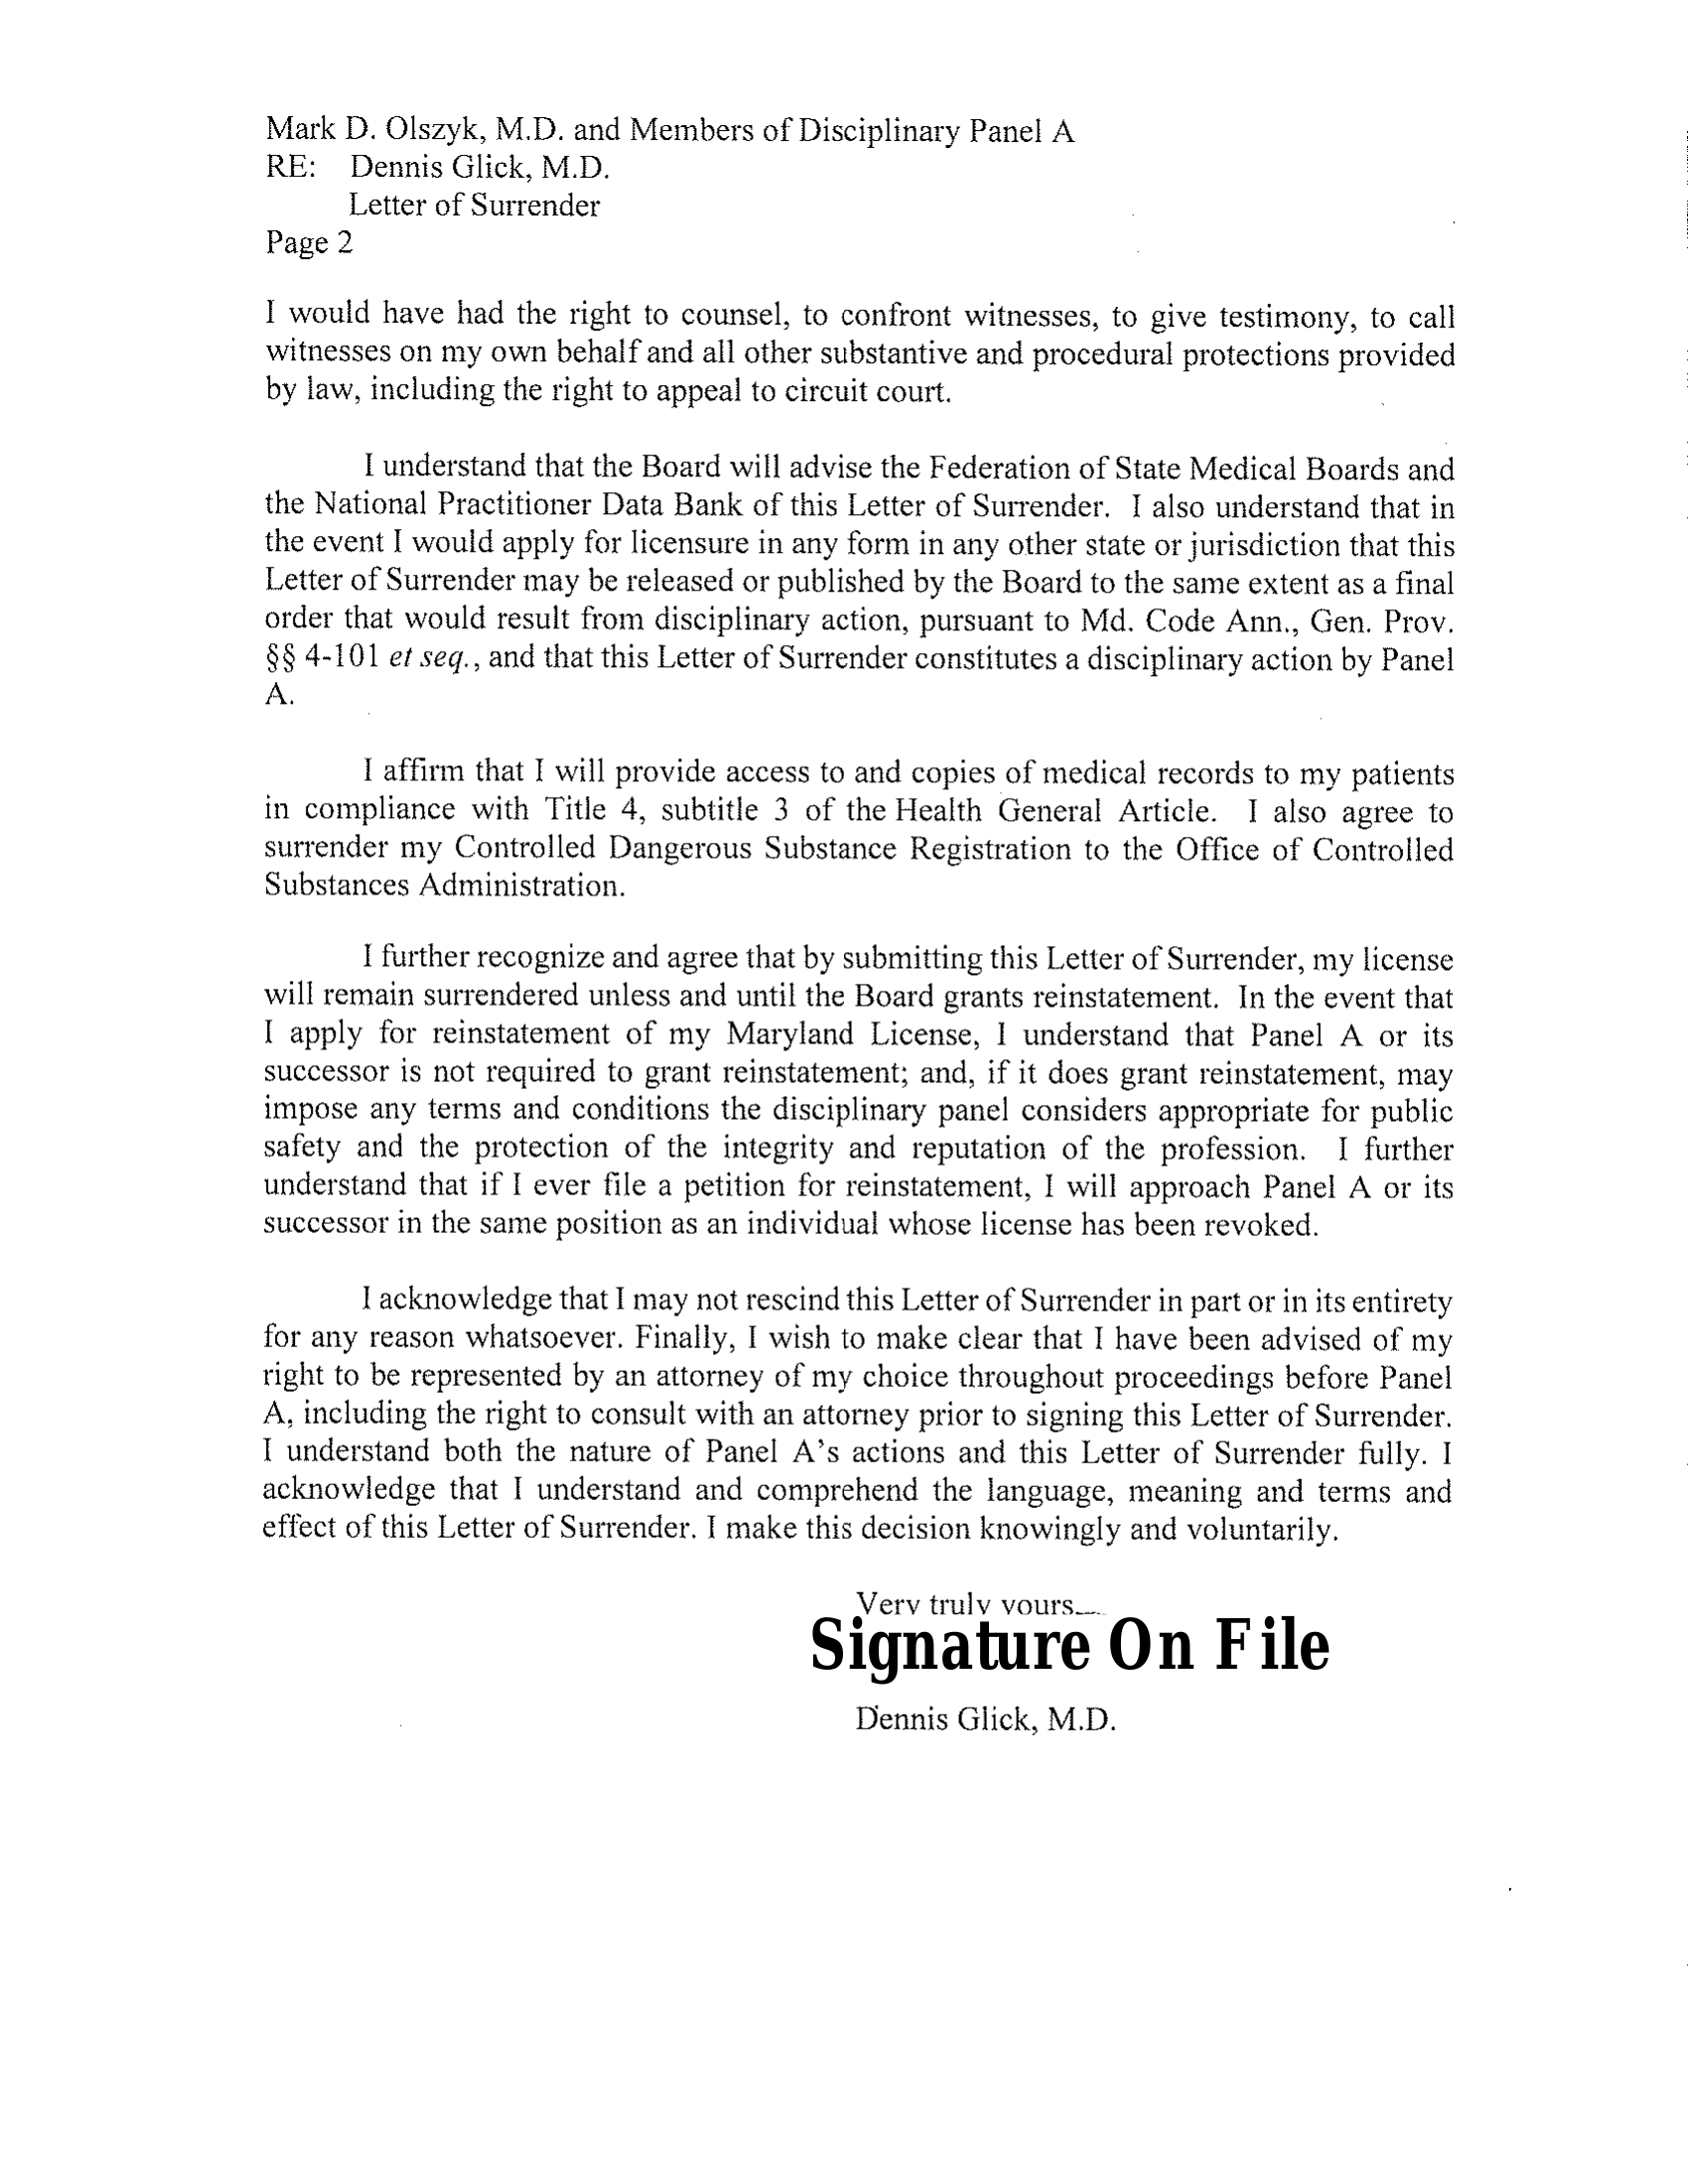 Mark D. Olszyk, M.D. and Members of Disciplinary Panel A
RE: Dennis Glick, M.D.
Letter of Surrender
Page 2
I would have had the right to counsel, to confront witnesses, to give testimony, to call
witnesses on my own behalf and all other substantive and procedural protections provided
by law, including the right to appeal to circuit court.
I understand that the Board will advise the Federation of State Medical Boards and
the National Practitioner Data Bank of this Letter of Surrender. I also understand that in
the event I would apply for licensure in any form in any other state or jurisdiction that this
Letter of Surrender may be released or published by the Board to the same extent as a final
order that would result from disciplinary action, pursuant to Md. Code Ann., Gen. Prov.
§§ 4-101 et seq., and that this Letter of Surrender constitutes a disciplinary action by Panel
A.
I affirm that I will provide access to and copies of medical records to my patients
in compliance with Title 4, subtitle 3 of the Health General Article. I also agree to
surrender my Controlled Dangerous Substance Registration to the Office of Controlled
Substances Administration.
I further recognize and agree that by submitting this Letter of Surrender, my license
will remain surrendered unless and until the Board grants reinstatement. In the event that
I apply for reinstatement of my Maryland License, I understand that Panel A or its
successor is not required to grant reinstatement; and, if it does grant reinstatement, may
impose any terms and conditions the disciplinary panel considers appropriate for public
safety and the protection of the integrity and reputation of the profession. I further
understand that if I ever file a petition for reinstatement, I will approach Panel A or its
successor in the same position as an individual whose license has been revoked.
I acknowledge that I may not rescind this Letter of Surrender in part or in its entirety
for any reason whatsoever. Finally, I wish to make clear that I have been advised of my
right to be represented by an attorney of my choice throughout proceedings before Panel
A, including the right to consult with an attorney prior to signing this Letter of Surrender.
I understand both the nature of Panel A's actions and this Letter of Surrender fully. I
acknowledge that I understand and comprehend the language, meaning and terms and
effect of this Letter of Surrender. I make this decision knowingly and voluntarily.
Very truly yours
Signature On File
Dennis Glick, M.D.